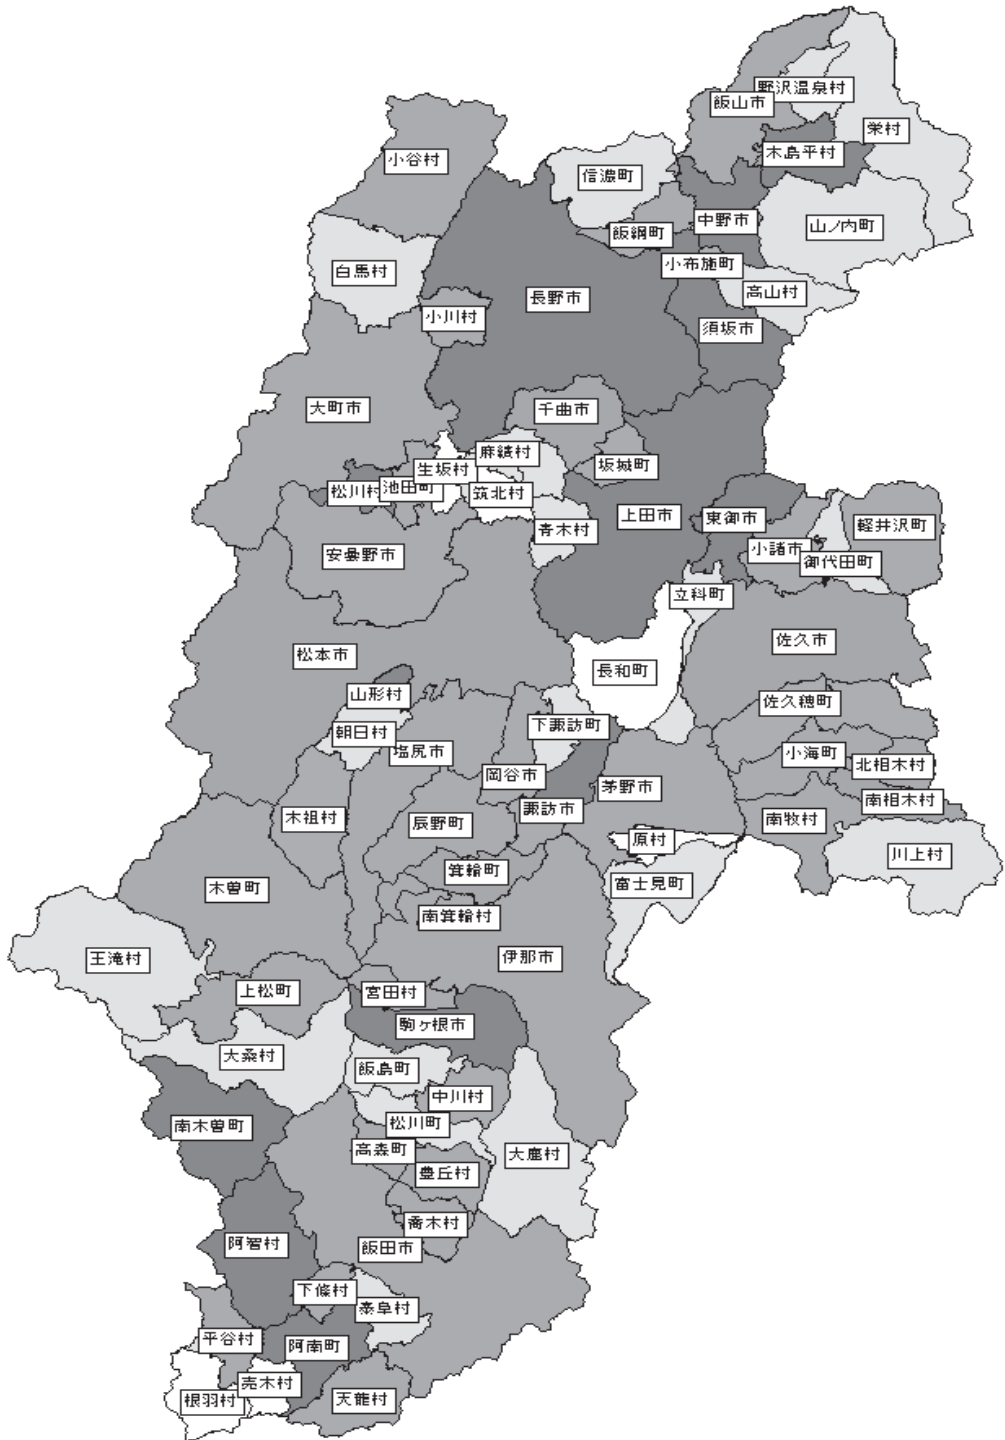 野沢温泉村
飯山市
栄村
木島平村
小谷村
信濃町
中野市
山ノ内町
飯綱町
小布施町
白馬村
高山村
長野市
小川村
須坂市
大町市
千曲市
麻績村
生坂村
坂城町
松川村
池田町
筑北村
上田市
東御市
軽井沢町
青木村
小諸市
安曇野市
御代田町
立科町
佐久市
松本市
長和町
山形村
佐久穂町
下諏訪町
朝日村
塩尻市
小海町
北相木村
岡谷市
茅野市
南相木村
諏訪市
木祖村
辰野町
南牧村
原村
川上村
箕輪町
富士見町
木曽町
南箕輪村
王滝村
伊那市
上松町
宮田村
駒ヶ根市
大桑村
飯島町
中川村
南木曽町
松川町
高森町
大鹿村
豊丘村
喬木村
阿智村
飯田市
下條村
泰阜村
平谷村
阿南町
売木村
根羽村
天龍村